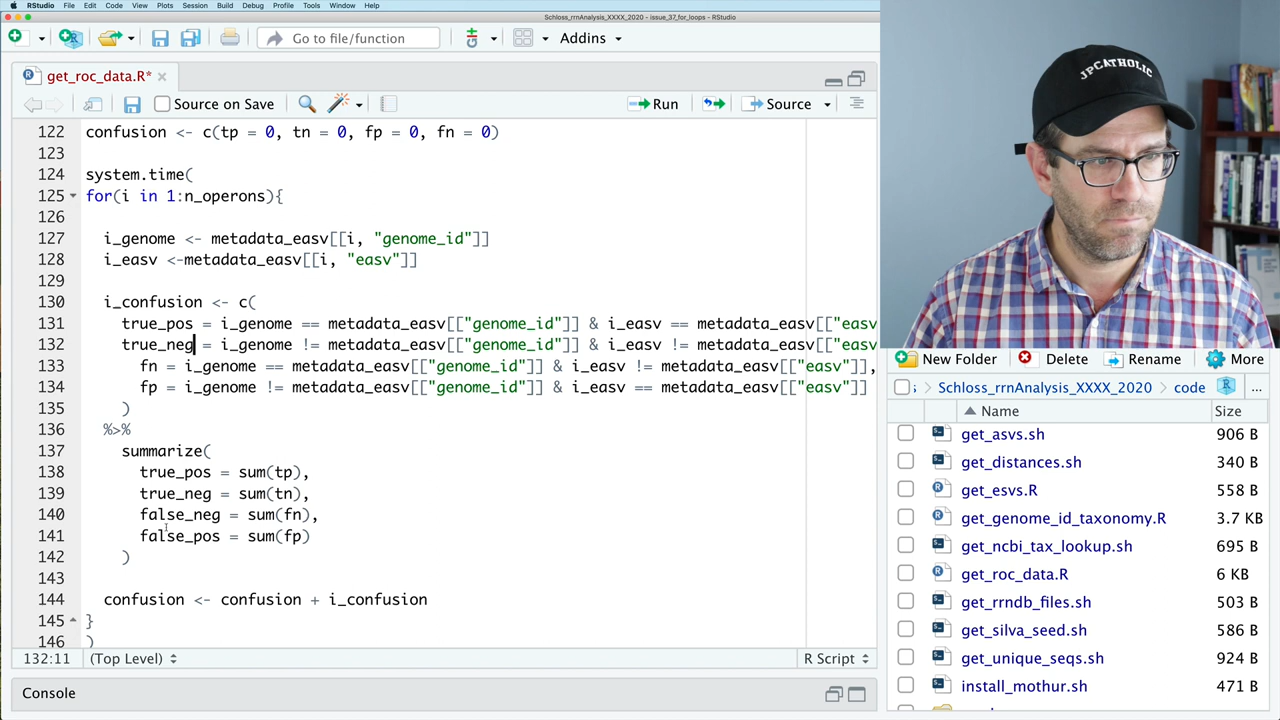 RStudio File Edit Code View Plots Session Build Debug Profile Tools Window Help
Schloss_rrnAnalysis_XXXX_2020 - issue_37_for_loops - RStudio
Go to file/function Addins
get_roc_data.R*
Source on Save Run Source
122 confusion <- c(tp = 0, tn = 0, fp = 0, fn = 0)
123
124 system.time(
125 for(i in 1:n_operons){
126
127 i_genome <- metadata_easv[[i, "genome_id"]]
128 i_easv <-metadata_easv[[i, "easv"]]
129
130 i_confusion <- c(
131 true_pos = i_genome == metadata_easv[["genome_id"]] & i_easv == metadata_easv[["easv
132 true_neg = i_genome != metadata_easv[["genome_id"]] & i_easv != metadata_easv[["easv
133 fn = i_genome == metadata_easv[["genome_id"]] & i_easv != metadata_easv[["easv"]],
134 fp = i_genome != metadata_easv[["genome_id"]] & i_easv == metadata_easv[["easv"]]
135 )
136 %>%
137 summarize(
138 true_pos = sum(tp),
139 true_neg = sum(tn),
140 false_neg = sum(fn),
141 false_pos = sum(fp)
142 )
143
144 confusion <- confusion + i_confusion
145 }
146 )
132:11 (Top Level) R Script
Console
JPCATHOLIC
New Folder Delete Rename More
s Schloss_rrnAnalysis_XXXX_2020 code ...
Name Size
get_asvs.sh 906 B
get_distances.sh 340 B
get_esvs.R 558 B
get_genome_id_taxonomy.R 3.7 KB
get_ncbi_tax_lookup.sh 695 B
get_roc_data.R 6 KB
get_rrndb_files.sh 503 B
get_silva_seed.sh 586 B
get_unique_seqs.sh 924 B
install_mothur.sh 471 B